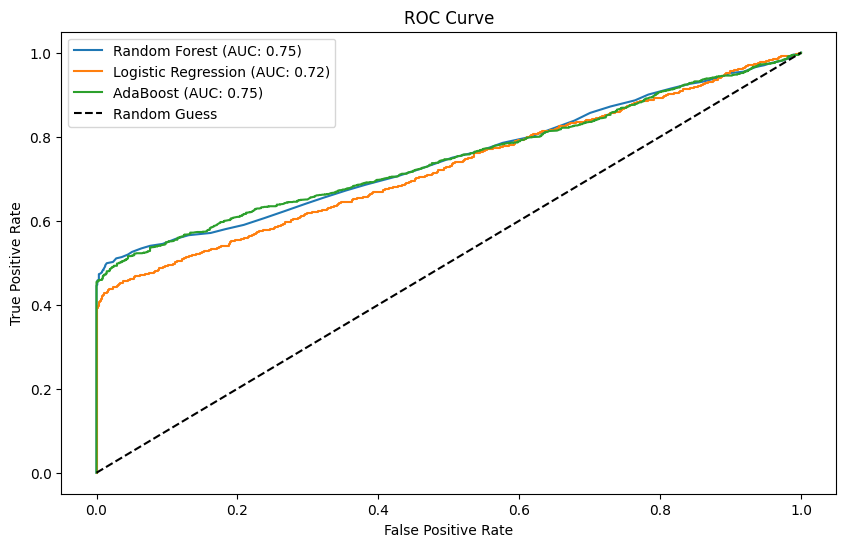 ROC Curve
Random Forest (AUC: 0.75)
Logistic Regression (AUC: 0.72)
AdaBoost (AUC: 0.75)
Random Guess
True Positive Rate
1.0
0.8
0.6
0.4
0.2
0.0
0.0 0.2 0.4 0.6 0.8 1.0
False Positive Rate